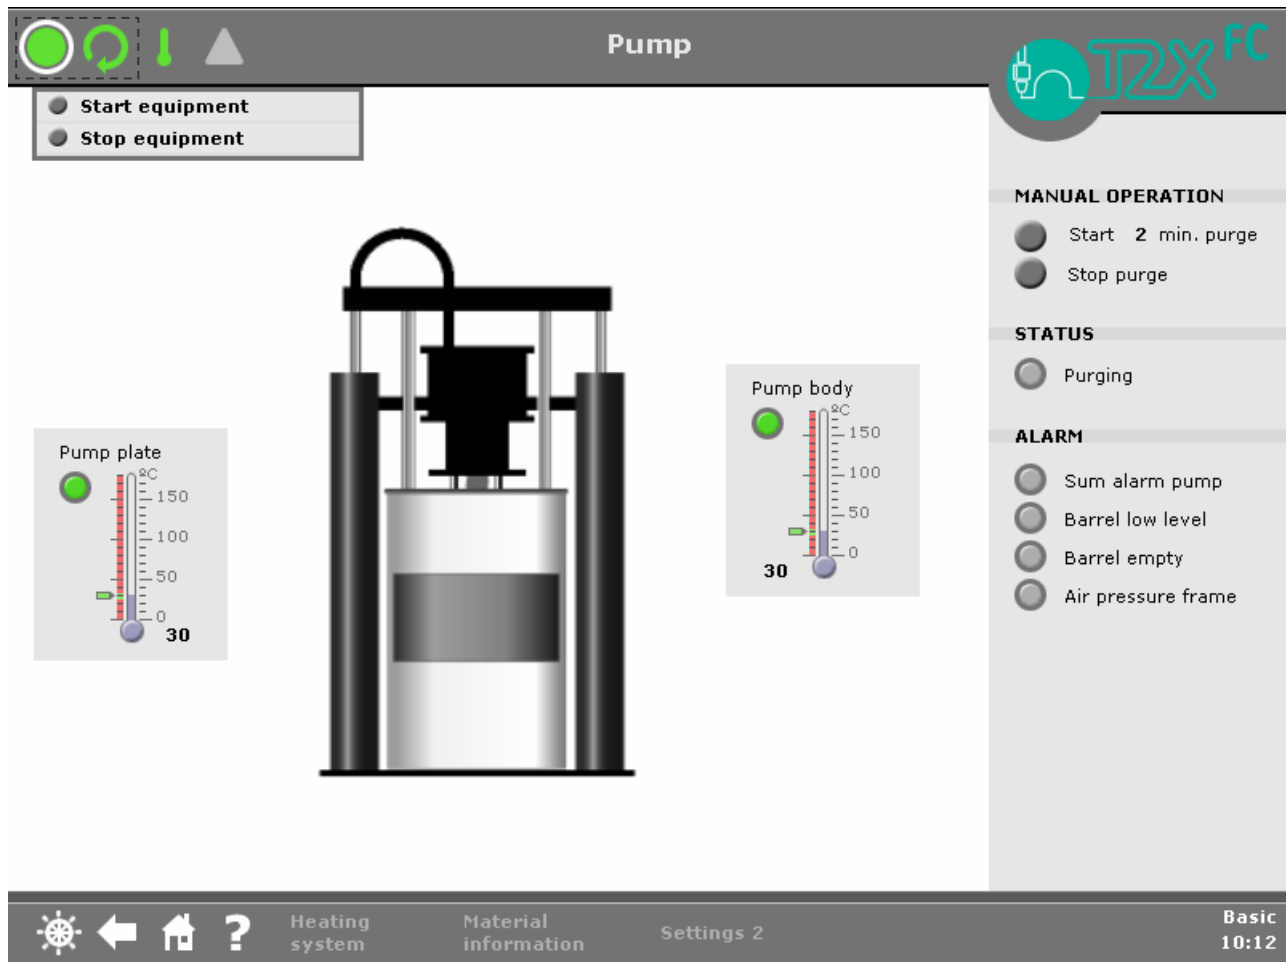 Pump
T2X FC
Start equipment
Stop equipment
MANUAL OPERATION
Start 2 min. purge
Stop purge
STATUS
Purging
ALARM
Sum alarm pump
Barrel low level
Barrel empty
Air pressure frame
Pump plate
ºC
150
100
50
0
30
Pump body
ºC
150
100
50
0
30
?
Heating
system
Material
information
Settings 2
Basic
10:12